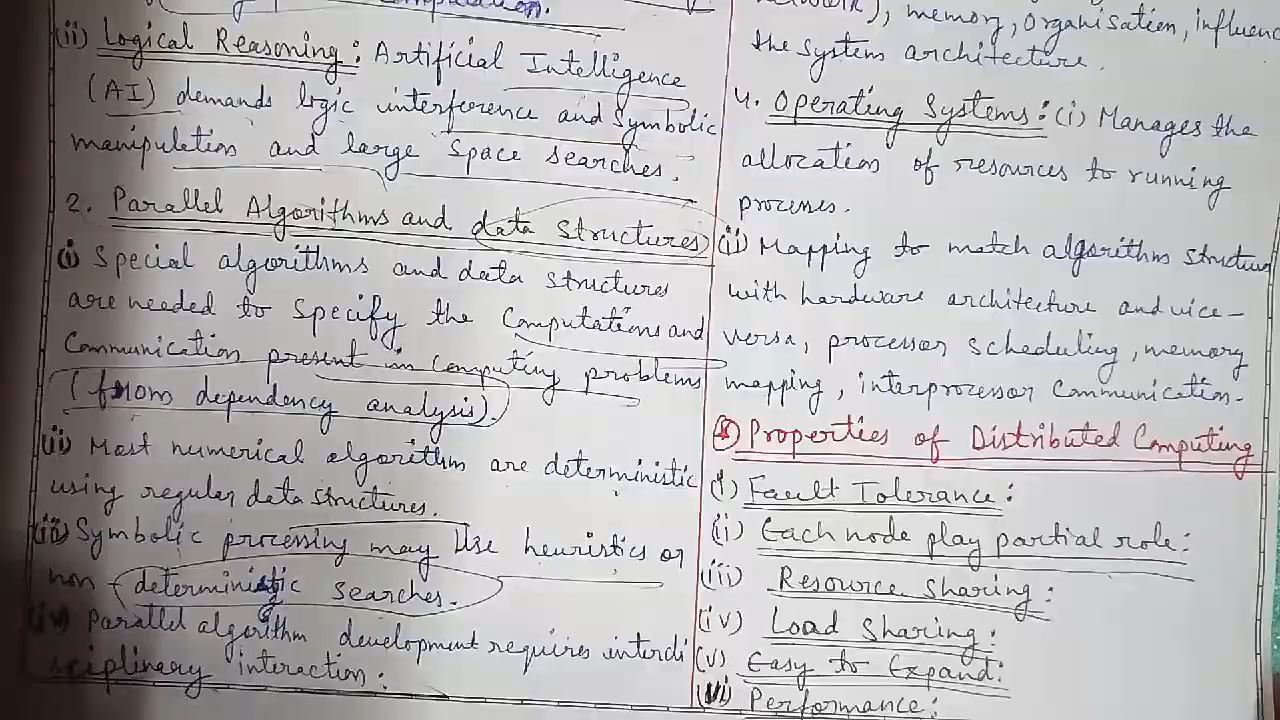 (ii) Logical Reasoning: Artificial Intelligence
(AI) demands logic interference and Symbolic
manipulation and large Space searches.
2. Parallel Algorithms and data Structures
(i) Special algorithms and data structures
are needed to Specify the Computations and
Communication present in Computing problems
(from dependency analysis).
(ii) Most numerical algorithm are deterministic
using regular data structures.
(iii) Symbolic processing may Use heuristics or
non-deterministic searches.
(iv) Parallel algorithm development requires interdi
sciplinary interaction:
memory, Organisation, influenc
the system architecture.
4. Operating Systems: (i) Manages the
allocation of resources to running
processes.
(ii) Mapping to match algorithm structure
with hardware architecture and vice-
versa, processor scheduling, memory
mapping, interprocessor Communication.
Properties of Distributed Computing
(i) Fault Tolerance:
(i) Each node play partial role:
(iii) Resource Sharing:
(iv) Load Sharing:
(v) Easy to Expand:
(vi) Performance: